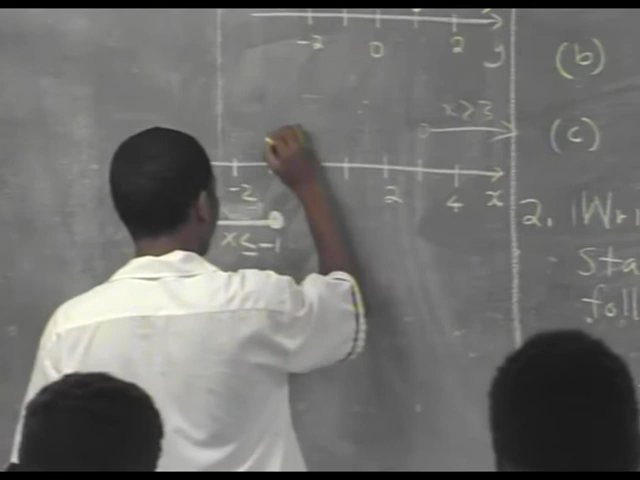 -2 0 2 y
(b)
x>3
(c)
-2 2 4 x
x≤-1
2. Wri
Sta
foll